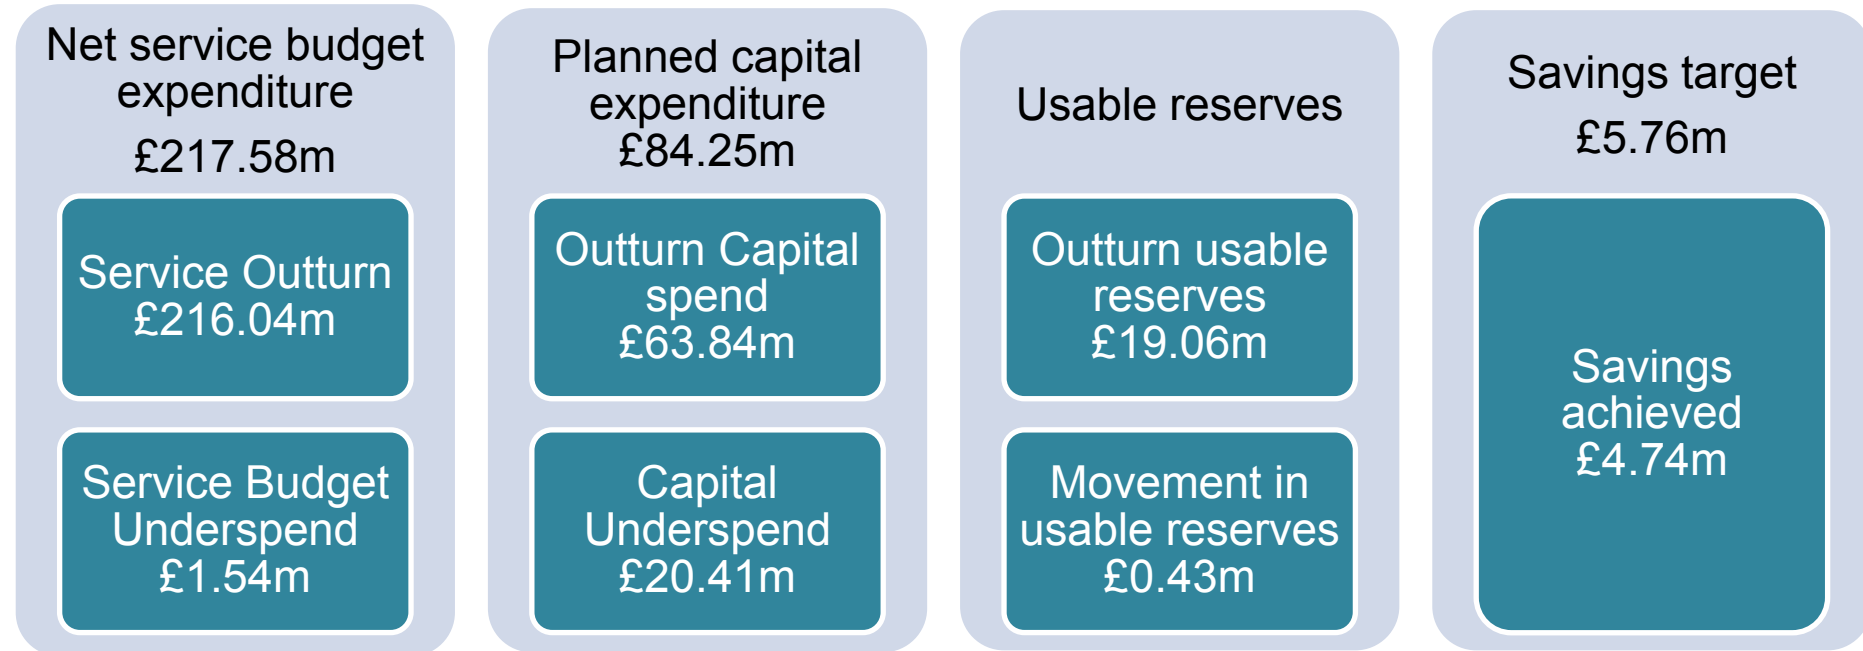 Net service budget
expenditure
£217.58m
Service Outturn
£216.04m
Service Budget
Underspend
£1.54m
Planned capital
expenditure
£84.25m
Outturn Capital
spend
£63.84m
Capital
Underspend
£20.41m
Usable reserves
Outturn usable
reserves
£19.06m
Movement in
usable reserves
£0.43m
Savings target
£5.76m
Savings
achieved
£4.74m